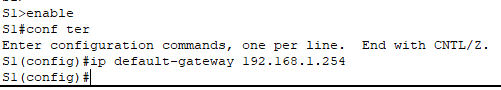 S1>enable
S1#conf ter
Enter configuration commands, one per line.  End with CNTL/Z.
S1(config)#ip default-gateway 192.168.1.254
S1(config)#